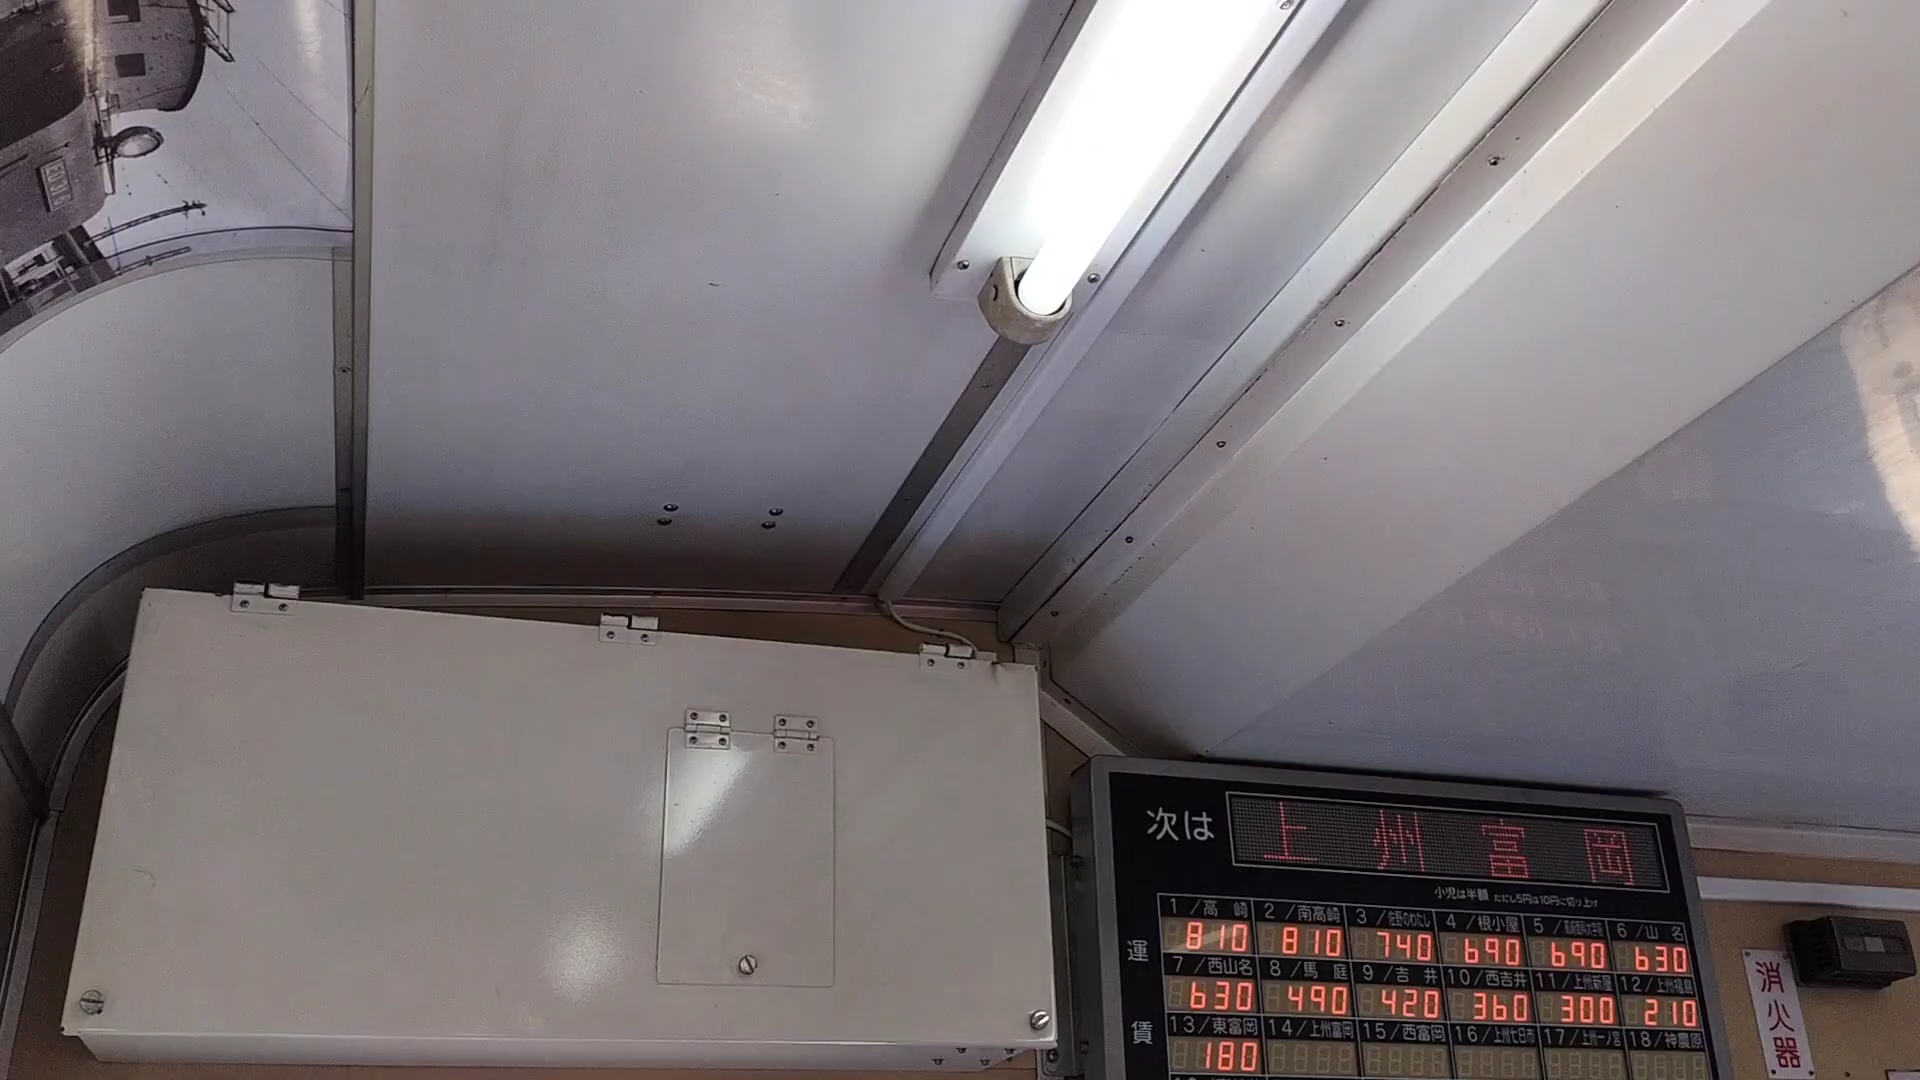 次は 上州富岡
小児は半額 ただし5円は10円に切り上げ
運賃
1/高崎 2/南高崎 3/佐野のわたし 4/根小屋 5/高崎商科大学前 6/山名
810 810 740 690 690 630
7/西山名 8/馬庭 9/吉井 10/西吉井 11/上州新屋 12/上州福島
630 490 420 360 300 210
13/東富岡 14/上州富岡 15/西富岡 16/上州七日市 17/上州一ノ宮 18/神農原
180
消火器